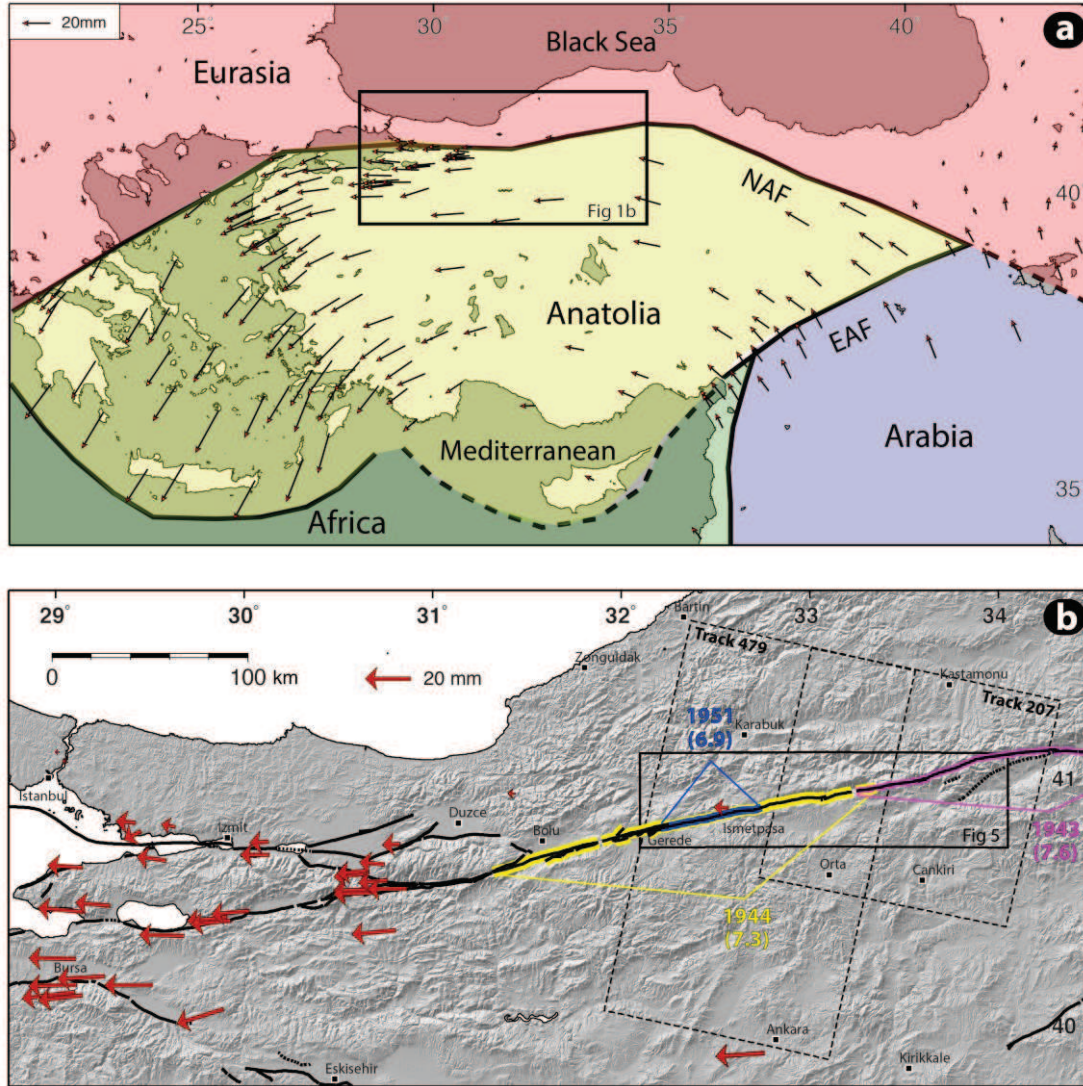 20mm
25°
30°
35°
40°
a
Black Sea
Eurasia
NAF
40
Fig 1b
Anatolia
EAF
Arabia
Mediterranean
35
Africa
29
30
31
32
33
34
b
Bartin
0
100 km
20 mm
Zonguldak
Track 479
Kastamonu
Track 207
1951
(6.9)
Karabuk
41
Istanbul
Duzce
Izmit
Bolu
Gerede
Ismetpasa
Fig 5
1943
(7.6)
Orta
Cankiri
1944
(7.3)
Bursa
40
Ankara
Kirikkale
Eskisehir